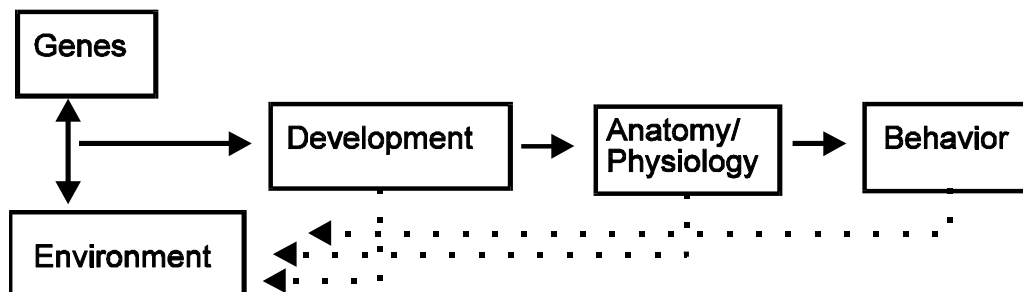 Genes
Development
Anatomy/
Physiology
Behavior
Environment